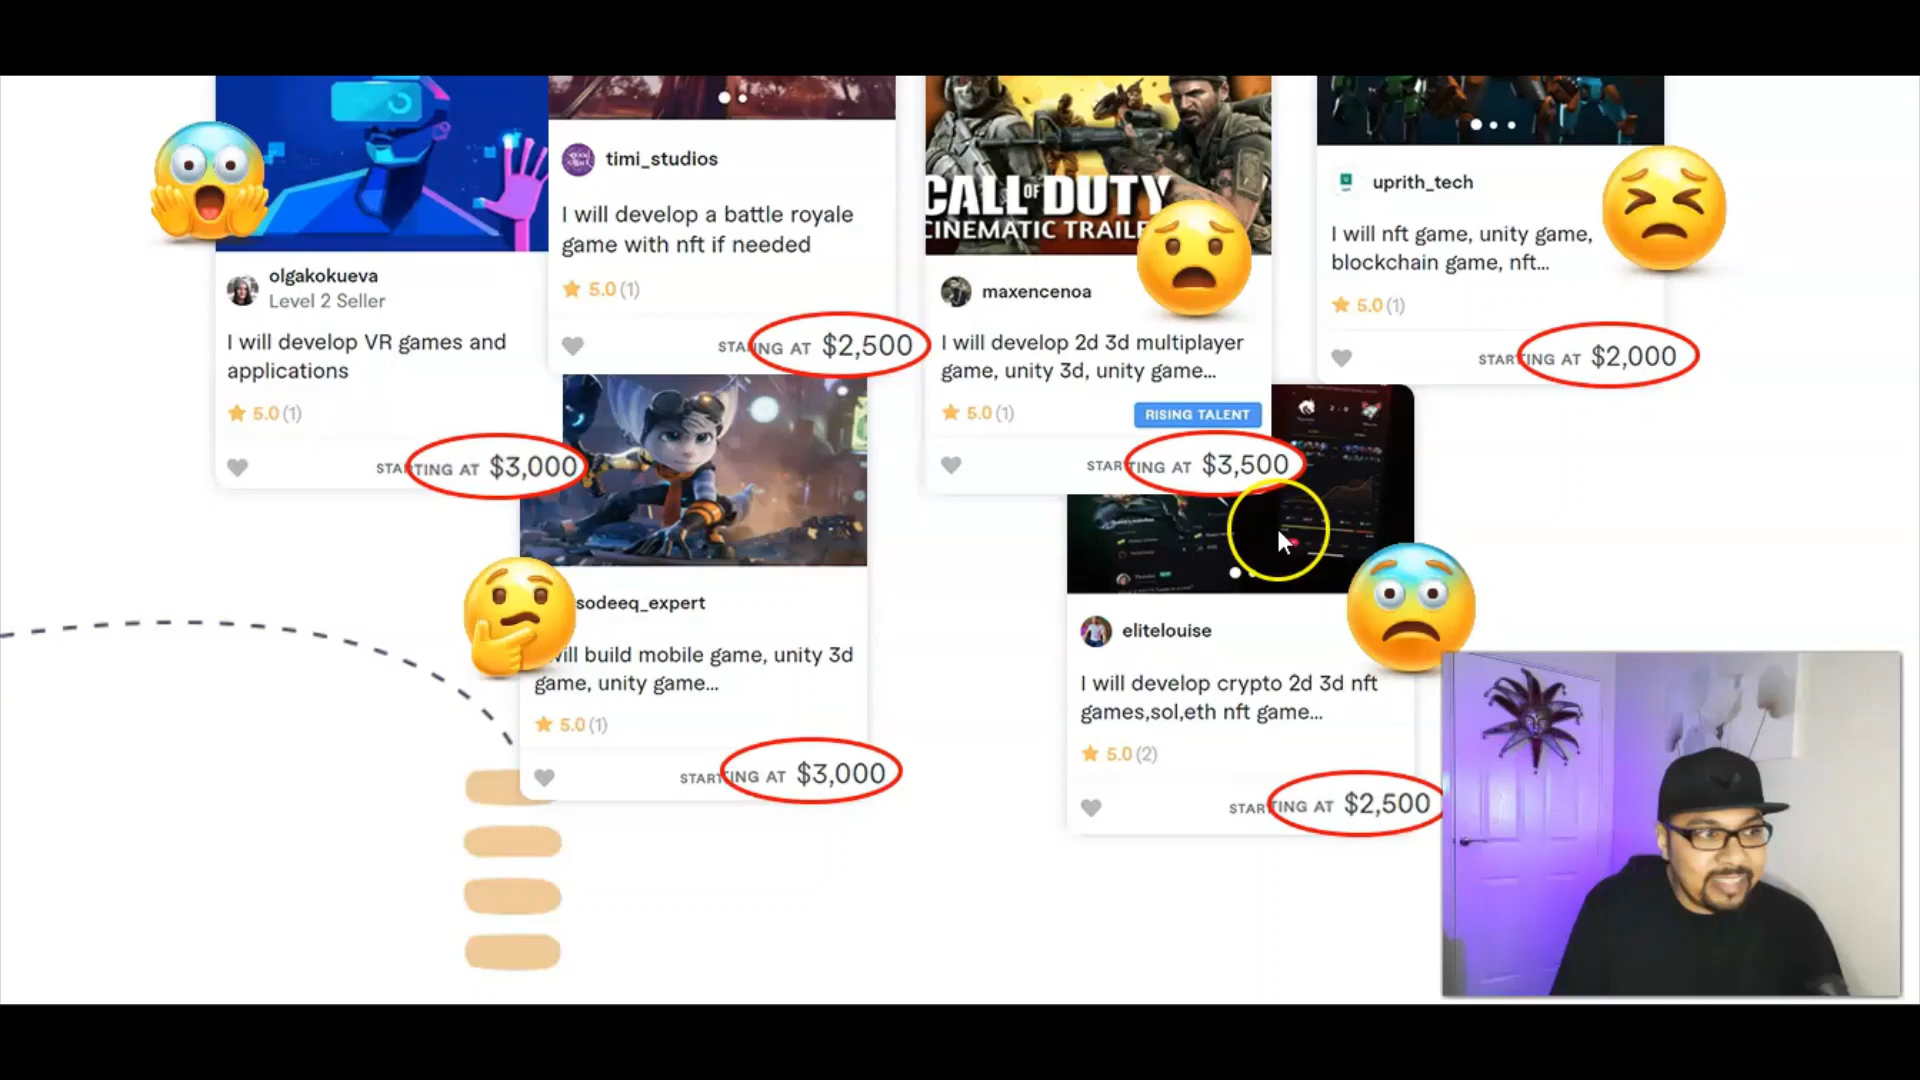 olgakokueva
Level 2 Seller
I will develop VR games and
applications
5.0 (1)
STARTING AT $3,000
timi_studios
I will develop a battle royale
game with nft if needed
5.0 (1)
STARTING AT $2,500
CALL OF DUTY
CINEMATIC TRAILE
maxencenoa
I will develop 2d 3d multiplayer
game, unity 3d, unity game...
5.0 (1)
RISING TALENT
STARTING AT $3,500
uprith_tech
I will nft game, unity game,
blockchain game, nft...
5.0 (1)
STARTING AT $2,000
sodeeq_expert
will build mobile game, unity 3d
game, unity game...
5.0 (1)
STARTING AT $3,000
2 : 0
elitelouise
I will develop crypto 2d 3d nft
games,sol,eth nft game...
5.0 (2)
STARTING AT $2,500